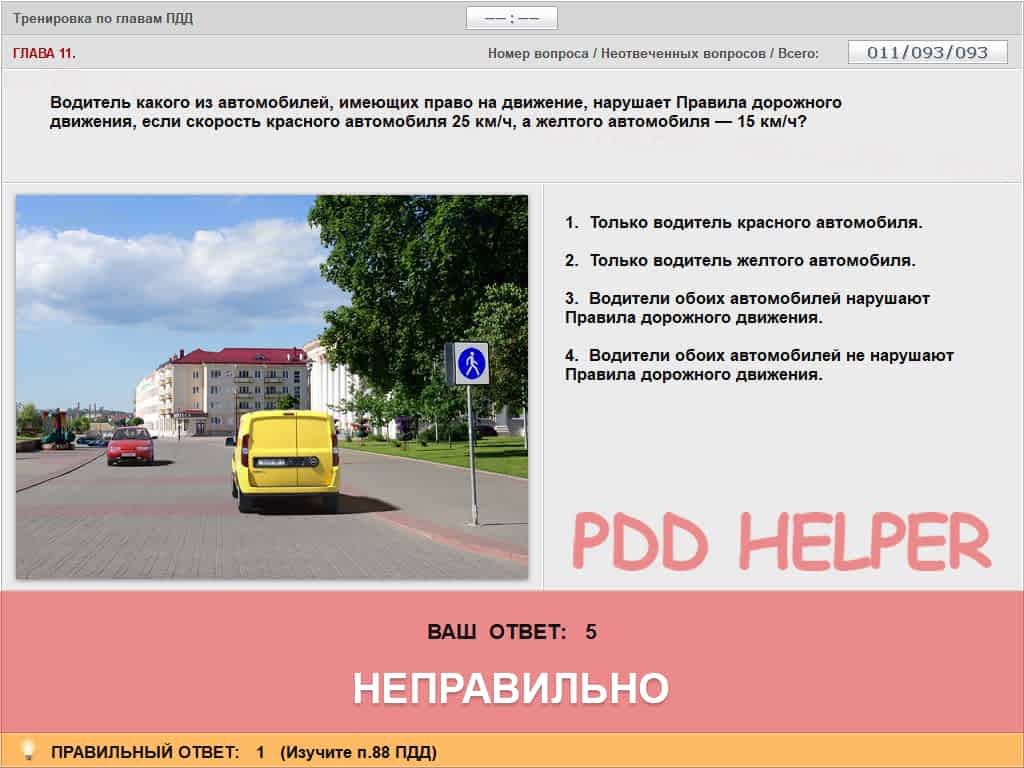 Тренировка по главам ПДД
—— : ——
ГЛАВА 11.
Номер вопроса / Неотвеченных вопросов / Всего:
011/093/093
Водитель какого из автомобилей, имеющих право на движение, нарушает Правила дорожного
движения, если скорость красного автомобиля 25 км/ч, а желтого автомобиля — 15 км/ч?
1. Только водитель красного автомобиля.
2. Только водитель желтого автомобиля.
3. Водители обоих автомобилей нарушают
Правила дорожного движения.
4. Водители обоих автомобилей не нарушают
Правила дорожного движения.
PDD HELPER
ВАШ ОТВЕТ: 5
НЕПРАВИЛЬНО
ПРАВИЛЬНЫЙ ОТВЕТ: 1 (Изучите п.88 ПДД)